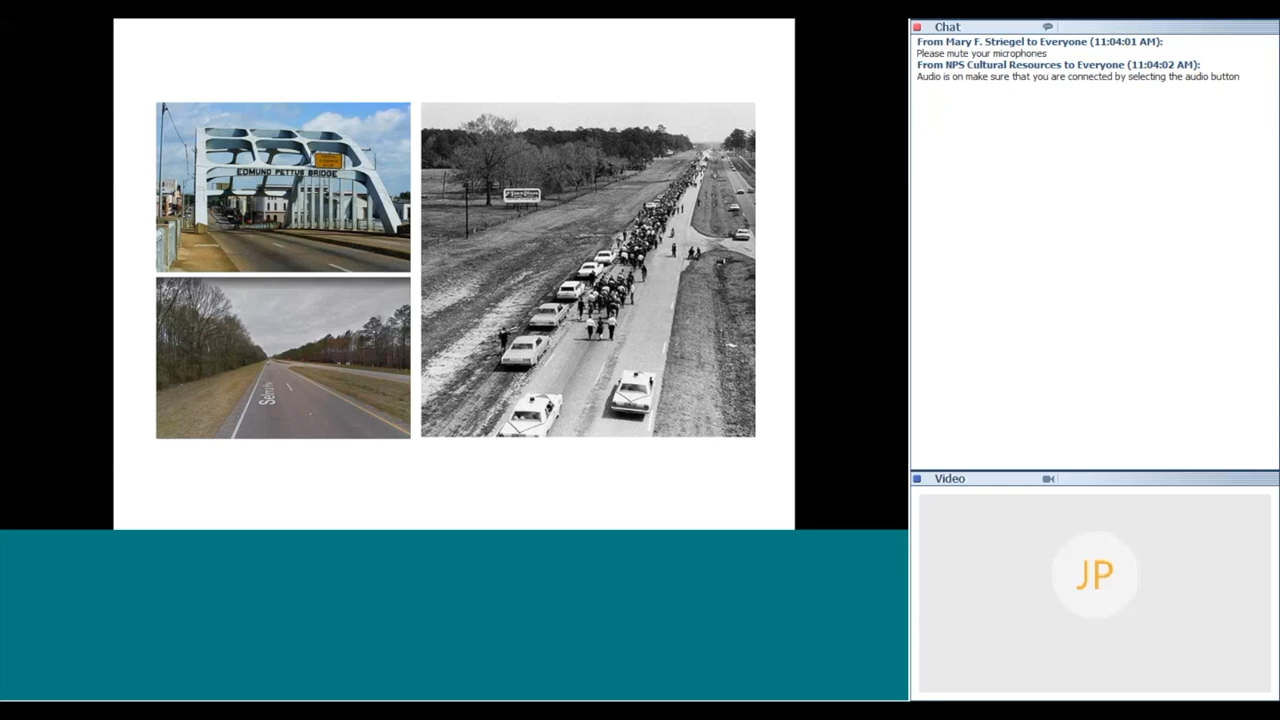 EDMUND PETTUS BRIDGE
Selma
Chat
From Mary F. Striegel to Everyone (11:04:01 AM):
Please mute your microphones
From NPS Cultural Resources to Everyone (11:04:02 AM):
Audio is on make sure that you are connected by selecting the audio button
Video
JP